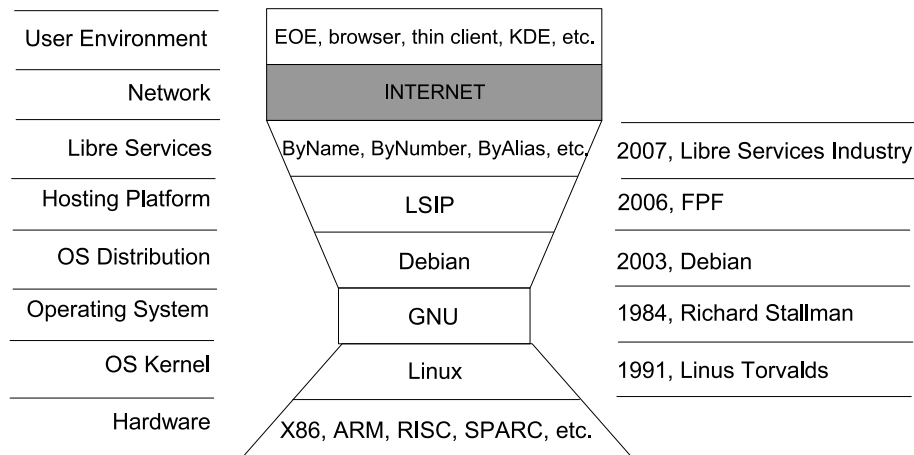 User Environment EOE, browser, thin client, KDE, etc.
Network INTERNET
Libre Services ByName, ByNumber, ByAlias, etc. 2007, Libre Services Industry
Hosting Platform LSIP 2006, FPF
OS Distribution Debian 2003, Debian
Operating System GNU 1984, Richard Stallman
OS Kernel Linux 1991, Linus Torvalds
Hardware X86, ARM, RISC, SPARC, etc.